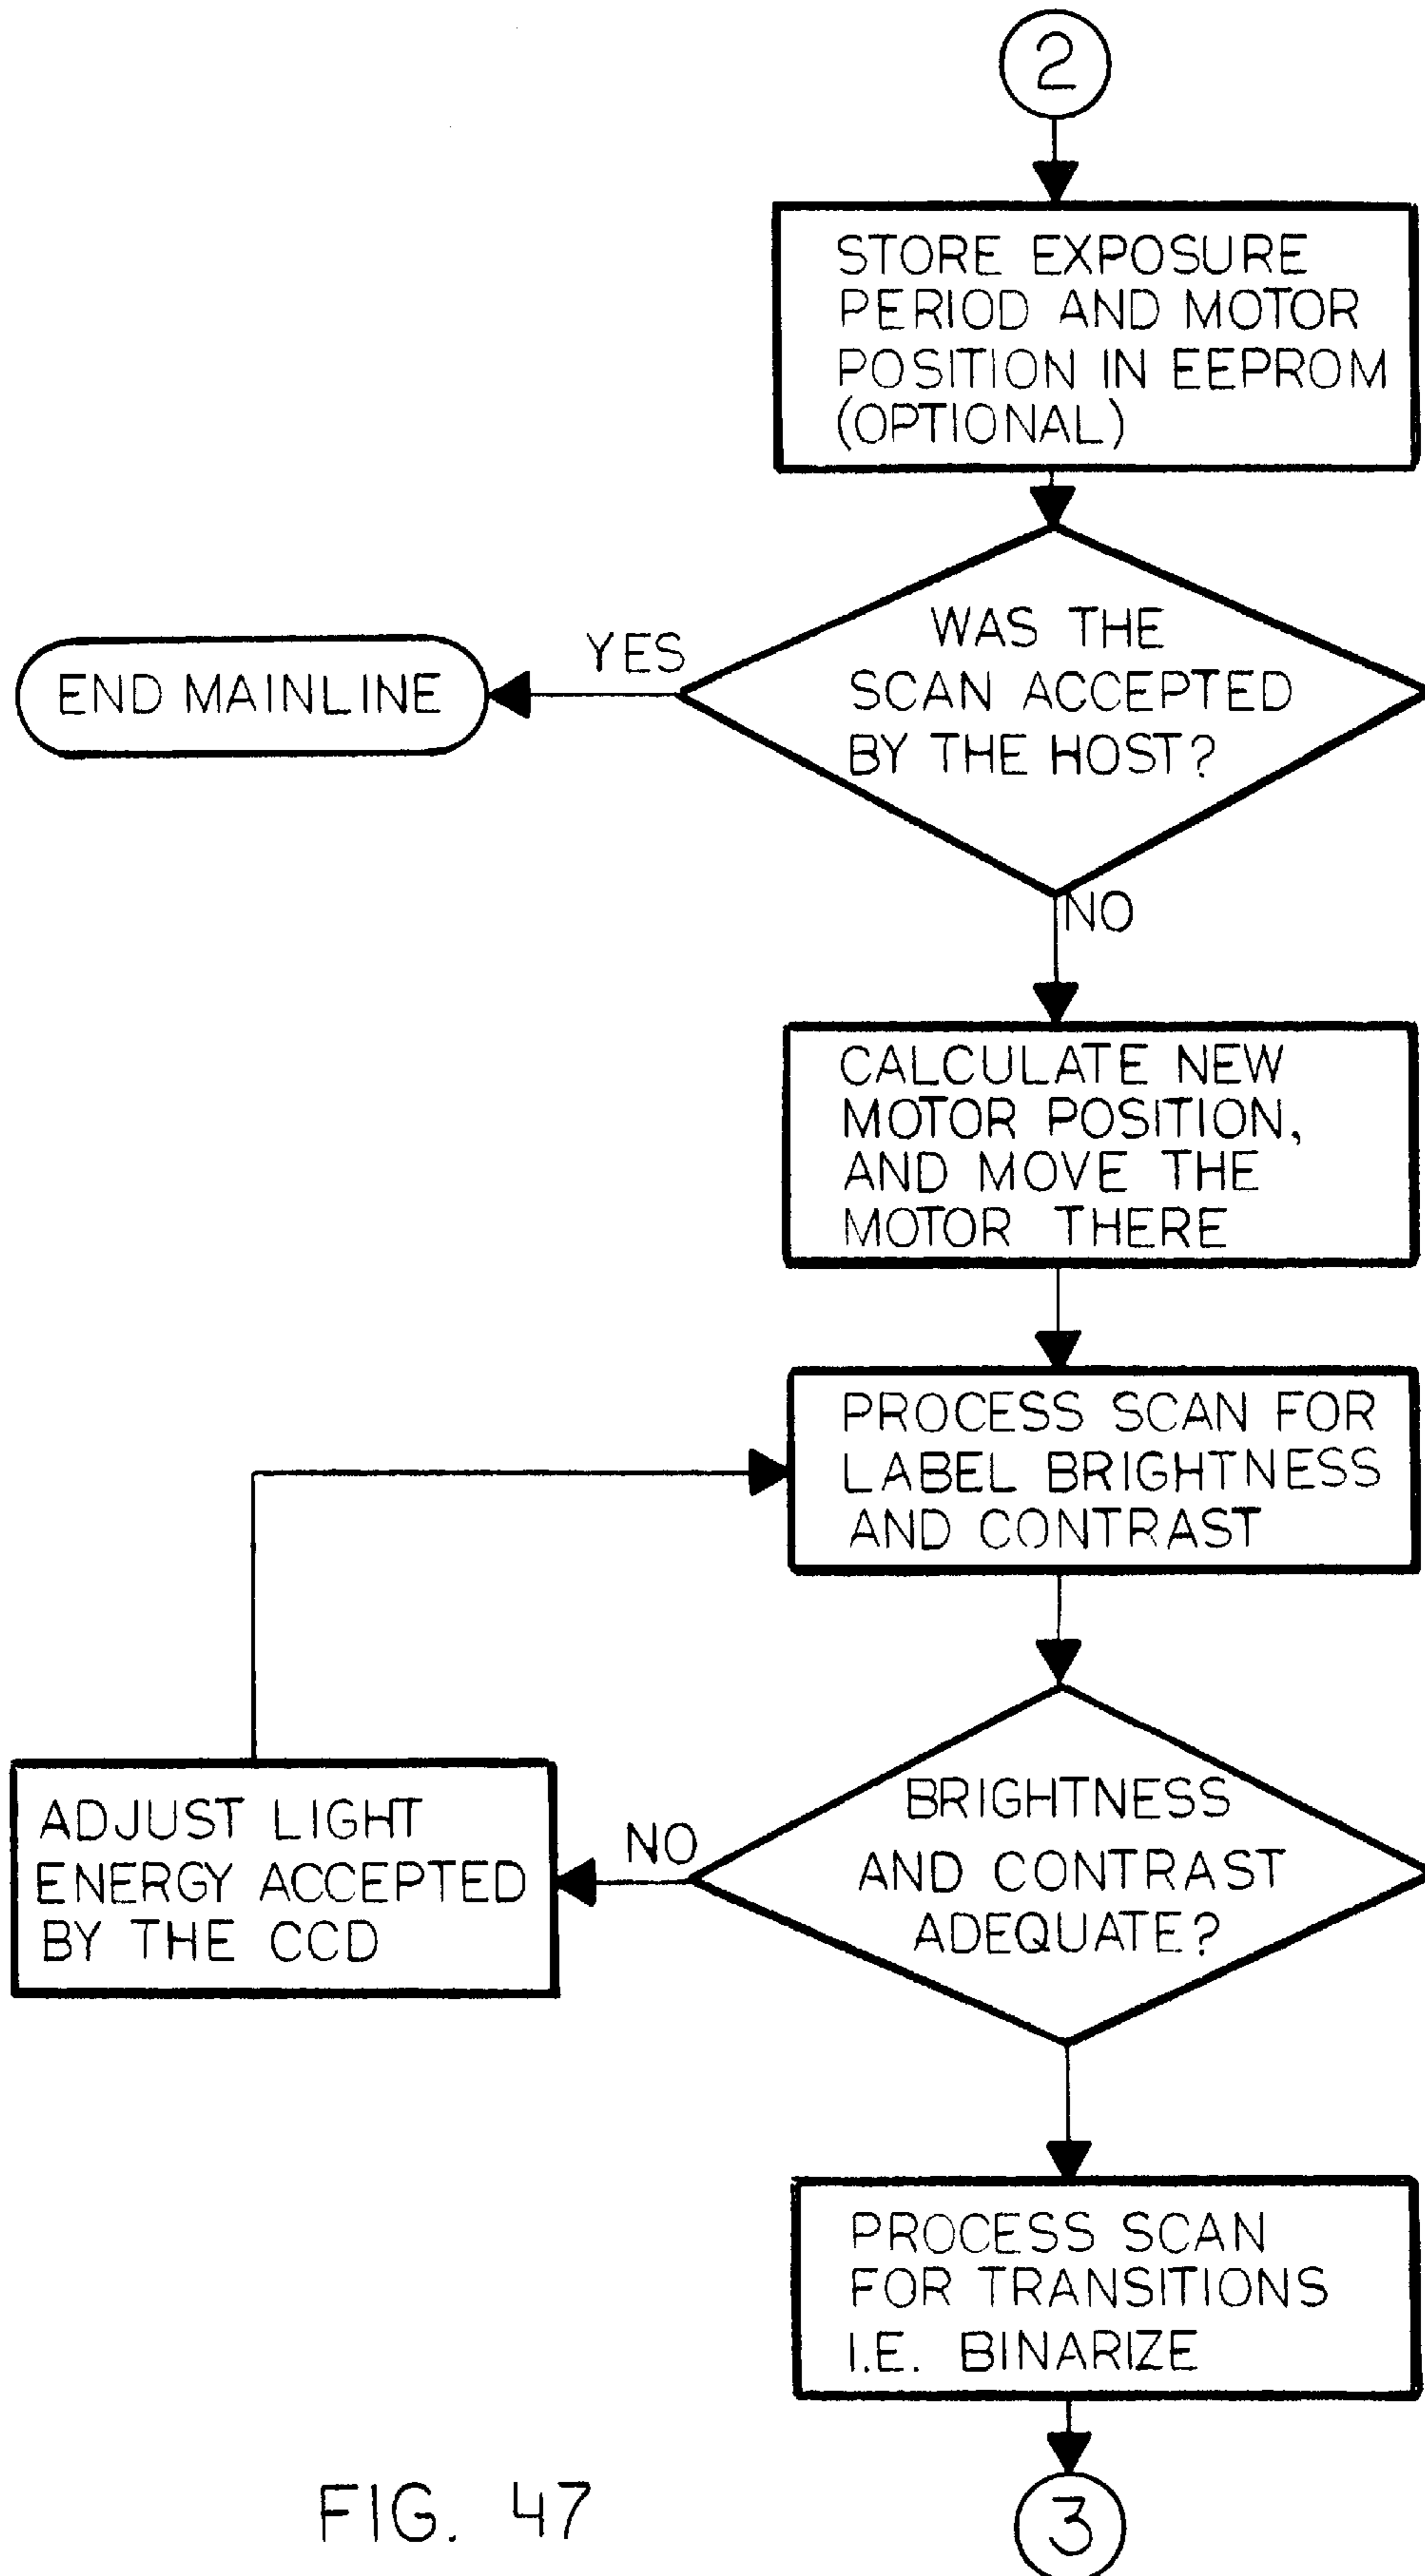 2
STORE EXPOSURE
PERIOD AND MOTOR
POSITION IN EEPROM
(OPTIONAL)
WAS THE
SCAN ACCEPTED
BY THE HOST?
YES
END MAINLINE
NO
CALCULATE NEW
MOTOR POSITION,
AND MOVE THE
MOTOR THERE
PROCESS SCAN FOR
LABEL BRIGHTNESS
AND CONTRAST
BRIGHTNESS
AND CONTRAST
ADEQUATE?
NO
ADJUST LIGHT
ENERGY ACCEPTED
BY THE CCD
PROCESS SCAN
FOR TRANSITIONS
I.E. BINARIZE
3
FIG. 47